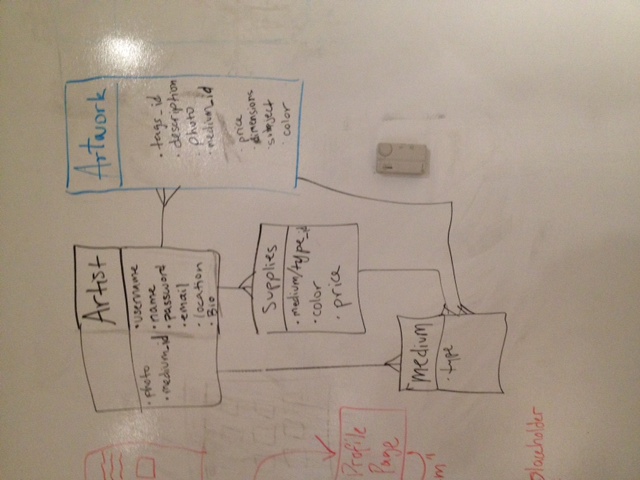 Artist
• photo
• medium_id
• username
• name
• password
• email
• location
• Bio
Artwork
• tags_id
• description
• photo
• medium_id
• price
• dimensions
• subject
• color
Supplies
• medium/type_id
• color
• price
medium
• type
Profile
Page
m"
placeholder